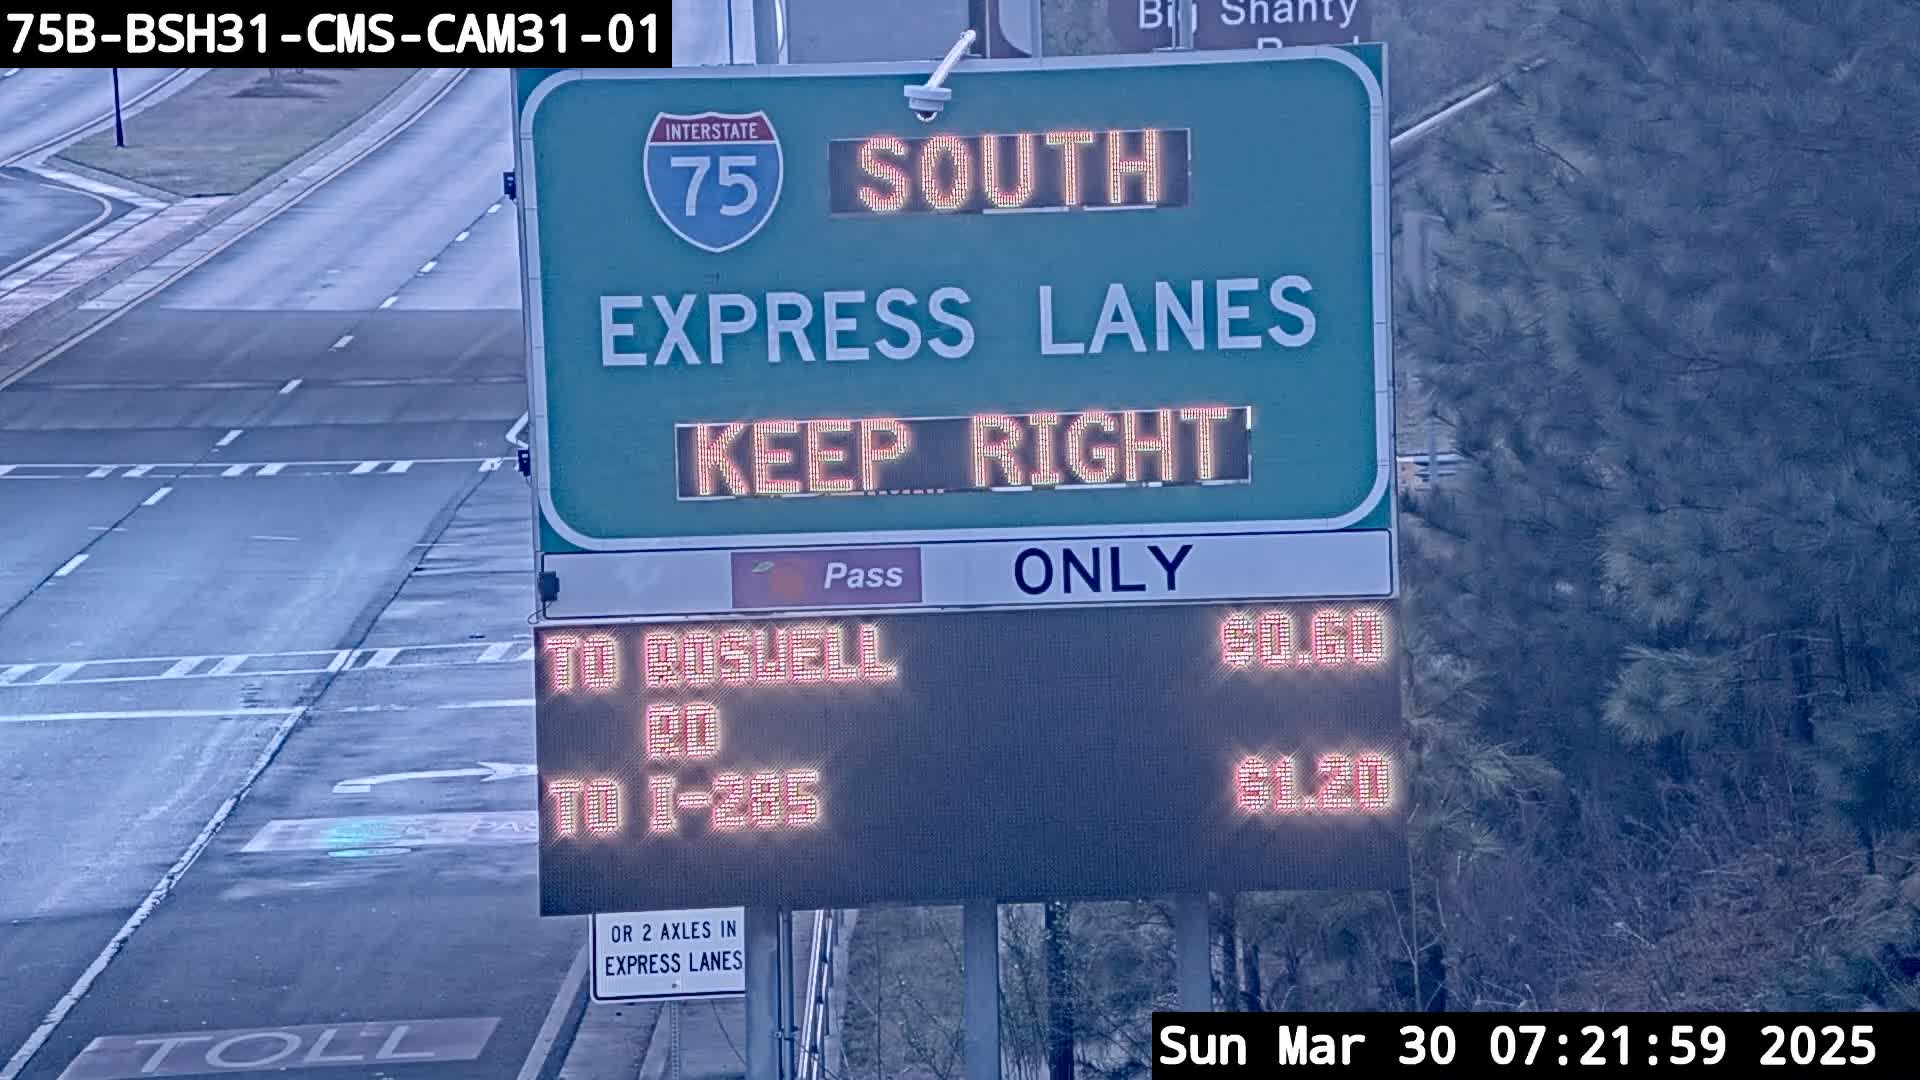 75B-BSH31-CMS-CAM31-01
Big Shanty
INTERSTATE
75
SOUTH
EXPRESS LANES
KEEP RIGHT
Pass ONLY
TO ROSWELL $0.60
RD
TO I-285 $1.20
OR 2 AXLES IN
EXPRESS LANES
TOLL
Sun Mar 30 07:21:59 2025